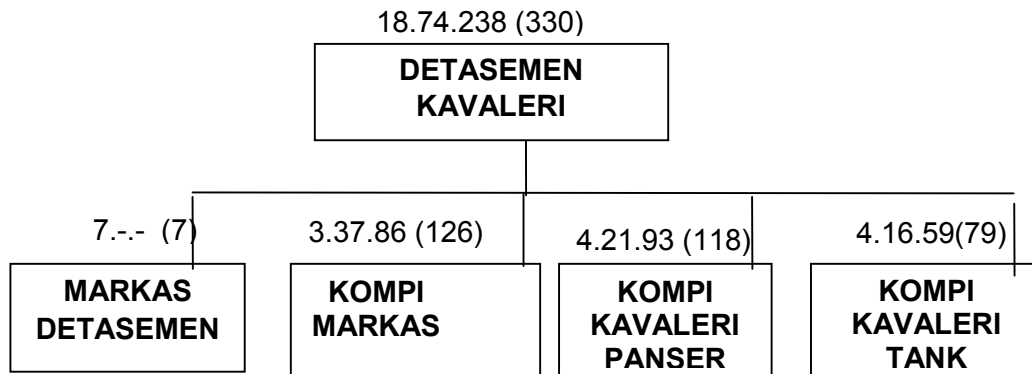 18.74.238 (330)
DETASEMEN
KAVALERI
7.-.- (7)
3.37.86 (126)
4.21.93 (118)
4.16.59(79)
MARKAS
DETASEMEN
KOMPI
MARKAS
KOMPI
KAVALERI
PANSER
KOMPI
KAVALERI
TANK